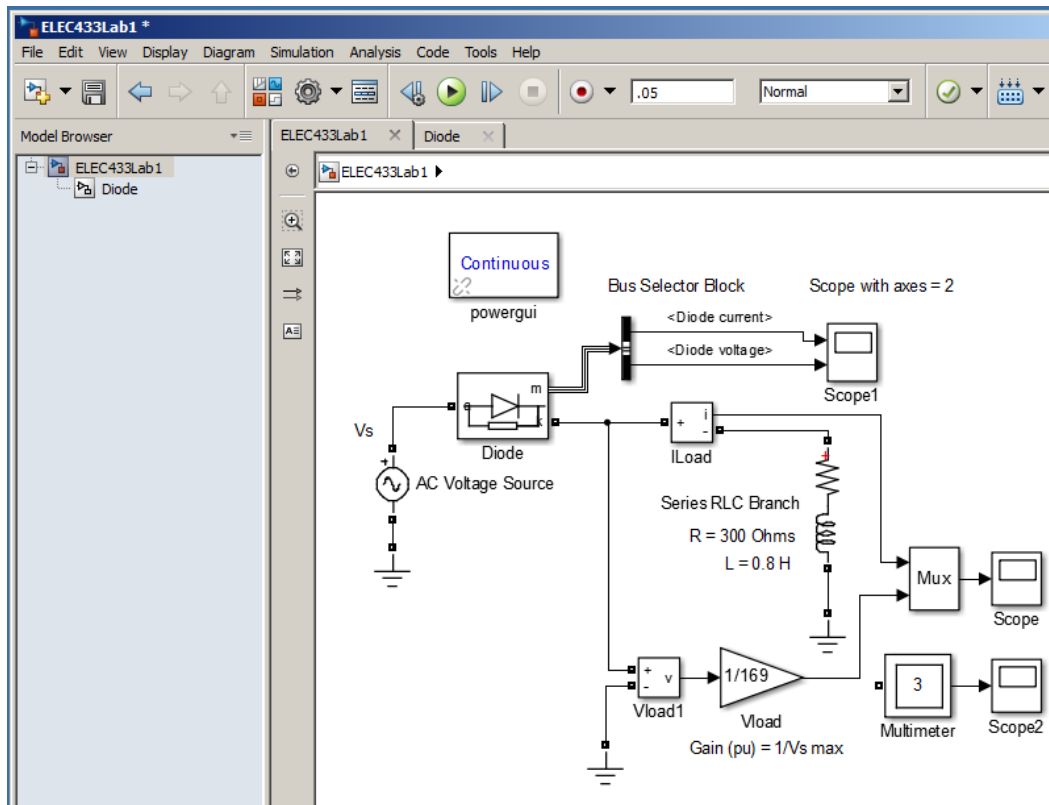 ELEC433Lab1 *
File Edit View Display Diagram Simulation Analysis Code Tools Help
.05 Normal
Model Browser
ELEC433Lab1 Diode
ELEC433Lab1
Diode
ELEC433Lab1
Continuous
powergui
Bus Selector Block Scope with axes = 2
<Diode current>
<Diode voltage>
Scope1
m
a
k
Diode
Vs
+
AC Voltage Source
+ i
-
ILoad
+
Series RLC Branch
R = 300 Ohms
L = 0.8 H
Mux
Scope
+
- v
Vload1
1/169
Vload
Gain (pu) = 1/Vs max
3
Multimeter
Scope2